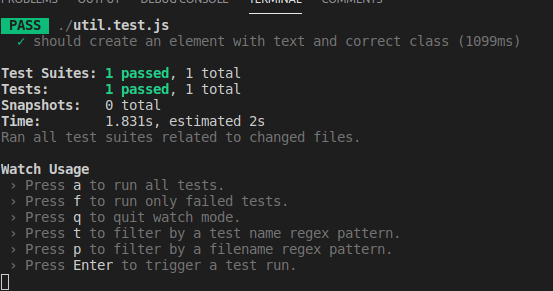 PROBLEMS OUTPUT DEBUG CONSOLE TERMINAL COMMENTS
PASS ./util.test.js
✓ should create an element with text and correct class (1099ms)
Test Suites: 1 passed, 1 total
Tests: 1 passed, 1 total
Snapshots: 0 total
Time: 1.831s, estimated 2s
Ran all test suites related to changed files.
Watch Usage
› Press a to run all tests.
› Press f to run only failed tests.
› Press q to quit watch mode.
› Press t to filter by a test name regex pattern.
› Press p to filter by a filename regex pattern.
› Press Enter to trigger a test run.